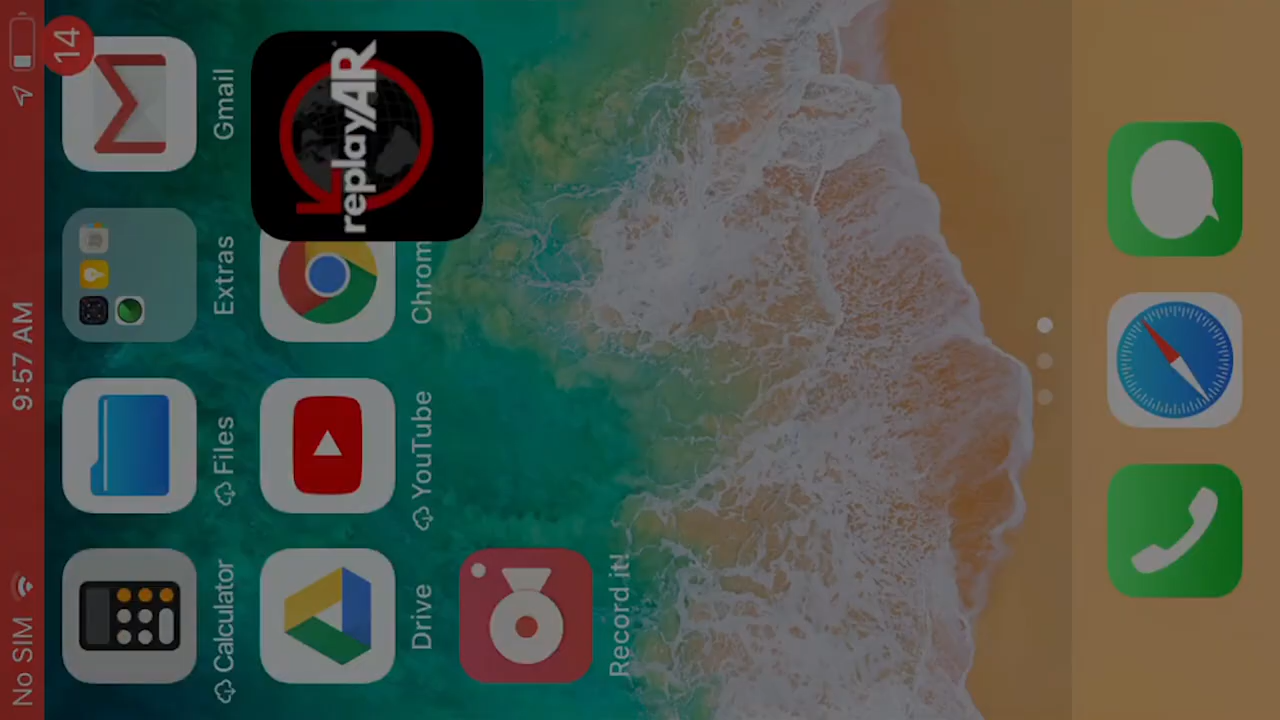 No SIM 9:57 AM
Calculator
Files
Extras
14
Gmail
Drive
YouTube
Chrom
replayAR
Record it!